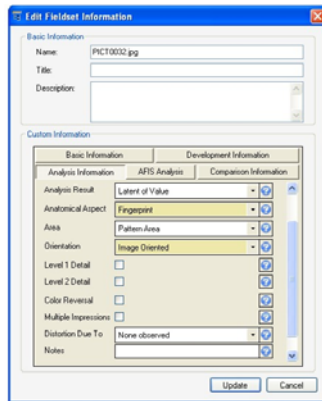 Edit Fieldset Information
Basic Information
Name: PICT0032.jpg
Title:
Description:
Custom Information
Basic Information Development Information
Analysis Information AFIS Analysis Comparison Information
Analysis Result Latent of Value
Anatomical Aspect Fingerprint
Area Pattern Area
Orientation Image Oriented
Level 1 Detail
Level 2 Detail
Color Reversal
Multiple Impressions
Distortion Due To None observed
Notes
Update Cancel